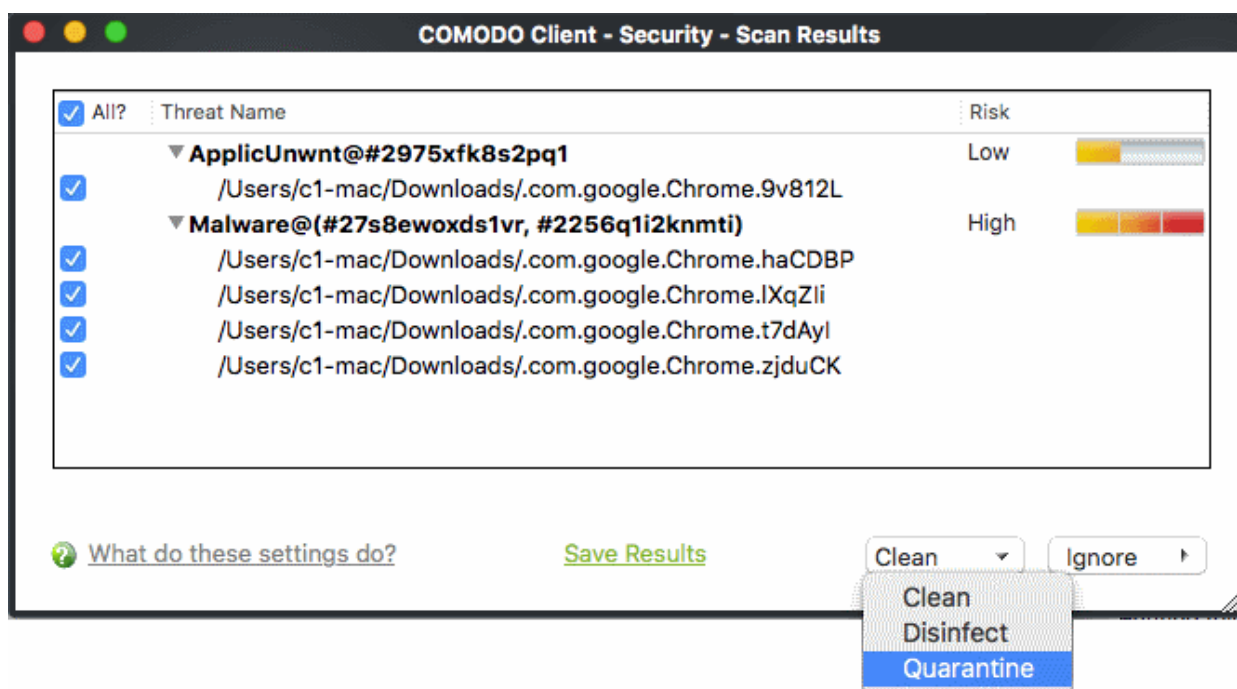 COMODO Client - Security - Scan Results
All? Threat Name Risk
ApplicUnwnt@#2975xfk8s2pq1 Low
/Users/c1-mac/Downloads/.com.google.Chrome.9v812L
Malware@(#27s8ewoxds1vr, #2256q1i2knmti) High
/Users/c1-mac/Downloads/.com.google.Chrome.haCDBP
/Users/c1-mac/Downloads/.com.google.Chrome.lXqZIi
/Users/c1-mac/Downloads/.com.google.Chrome.t7dAyl
/Users/c1-mac/Downloads/.com.google.Chrome.zjduCK
What do these settings do? Save Results Clean Ignore
Clean
Disinfect
Quarantine